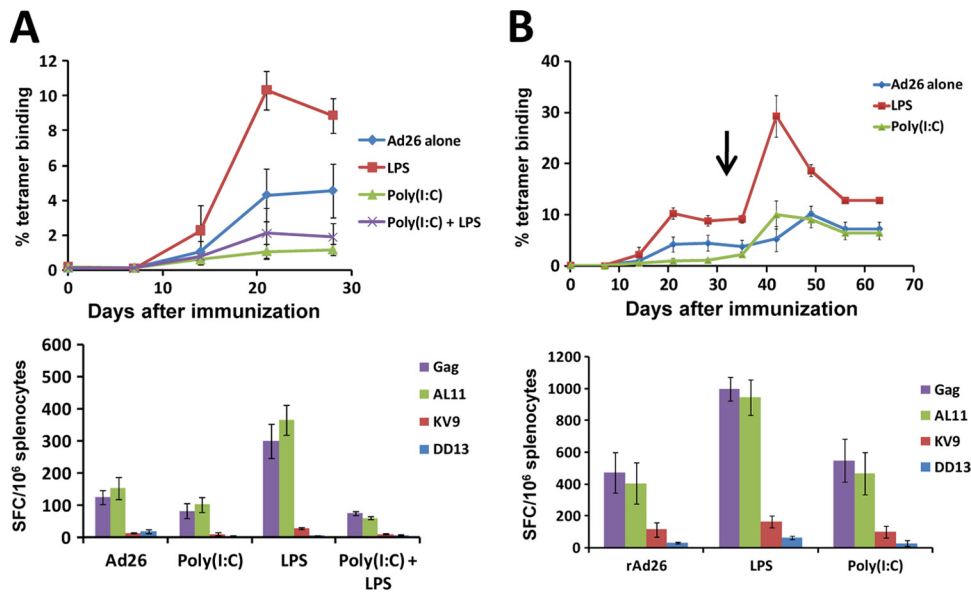 A
% tetramer binding
12
10
8
6
4
2
0
0
10
20
30
Days after immunization
Ad26 alone
LPS
Poly(I:C)
Poly(I:C) + LPS
B
% tetramer binding
40
30
20
10
0
0
10
20
30
40
50
60
70
Days after immunization
Ad26 alone
LPS
Poly(I:C)
SFC/10⁶ splenocytes
600
500
400
300
200
100
0
Ad26
Poly(I:C)
LPS
Poly(I:C) +
LPS
Gag
AL11
KV9
DD13
SFC/10⁶ splenocytes
1200
1000
800
600
400
200
0
rAd26
LPS
Poly(I:C)
Gag
AL11
KV9
DD13